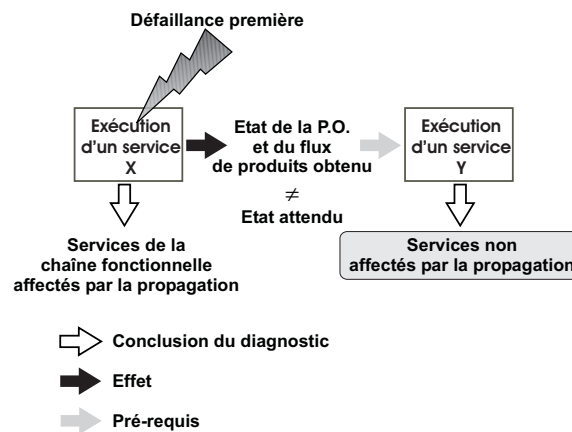 Défaillance première
Exécution
d'un service
X
Etat de la P.O.
et du flux
de produits obtenu
≠
Etat attendu
Exécution
d'un service
Y
Services de la
chaîne fonctionnelle
affectés par la propagation
Services non
affectés par la propagation
Conclusion du diagnostic
Effet
Pré-requis